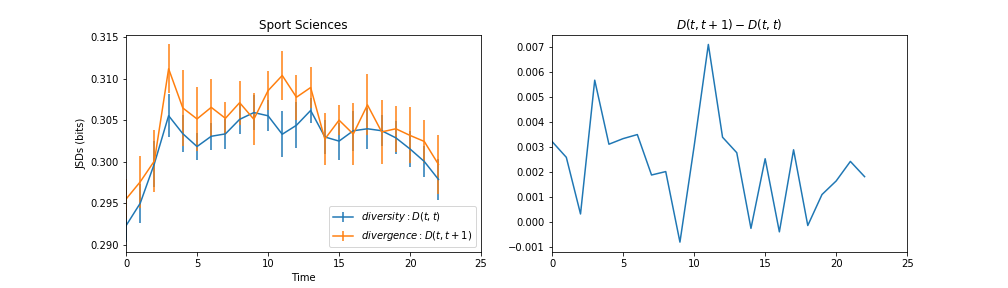 Sport Sciences
0.315
0.310
0.305
0.300
0.295
0.290
JSDs (bits)
0 5 10 15 20 25
Time
diversity : D(t, t)
divergence : D(t, t + 1)
D(t, t + 1) − D(t, t)
0.007
0.006
0.005
0.004
0.003
0.002
0.001
0.000
−0.001
0 5 10 15 20 25